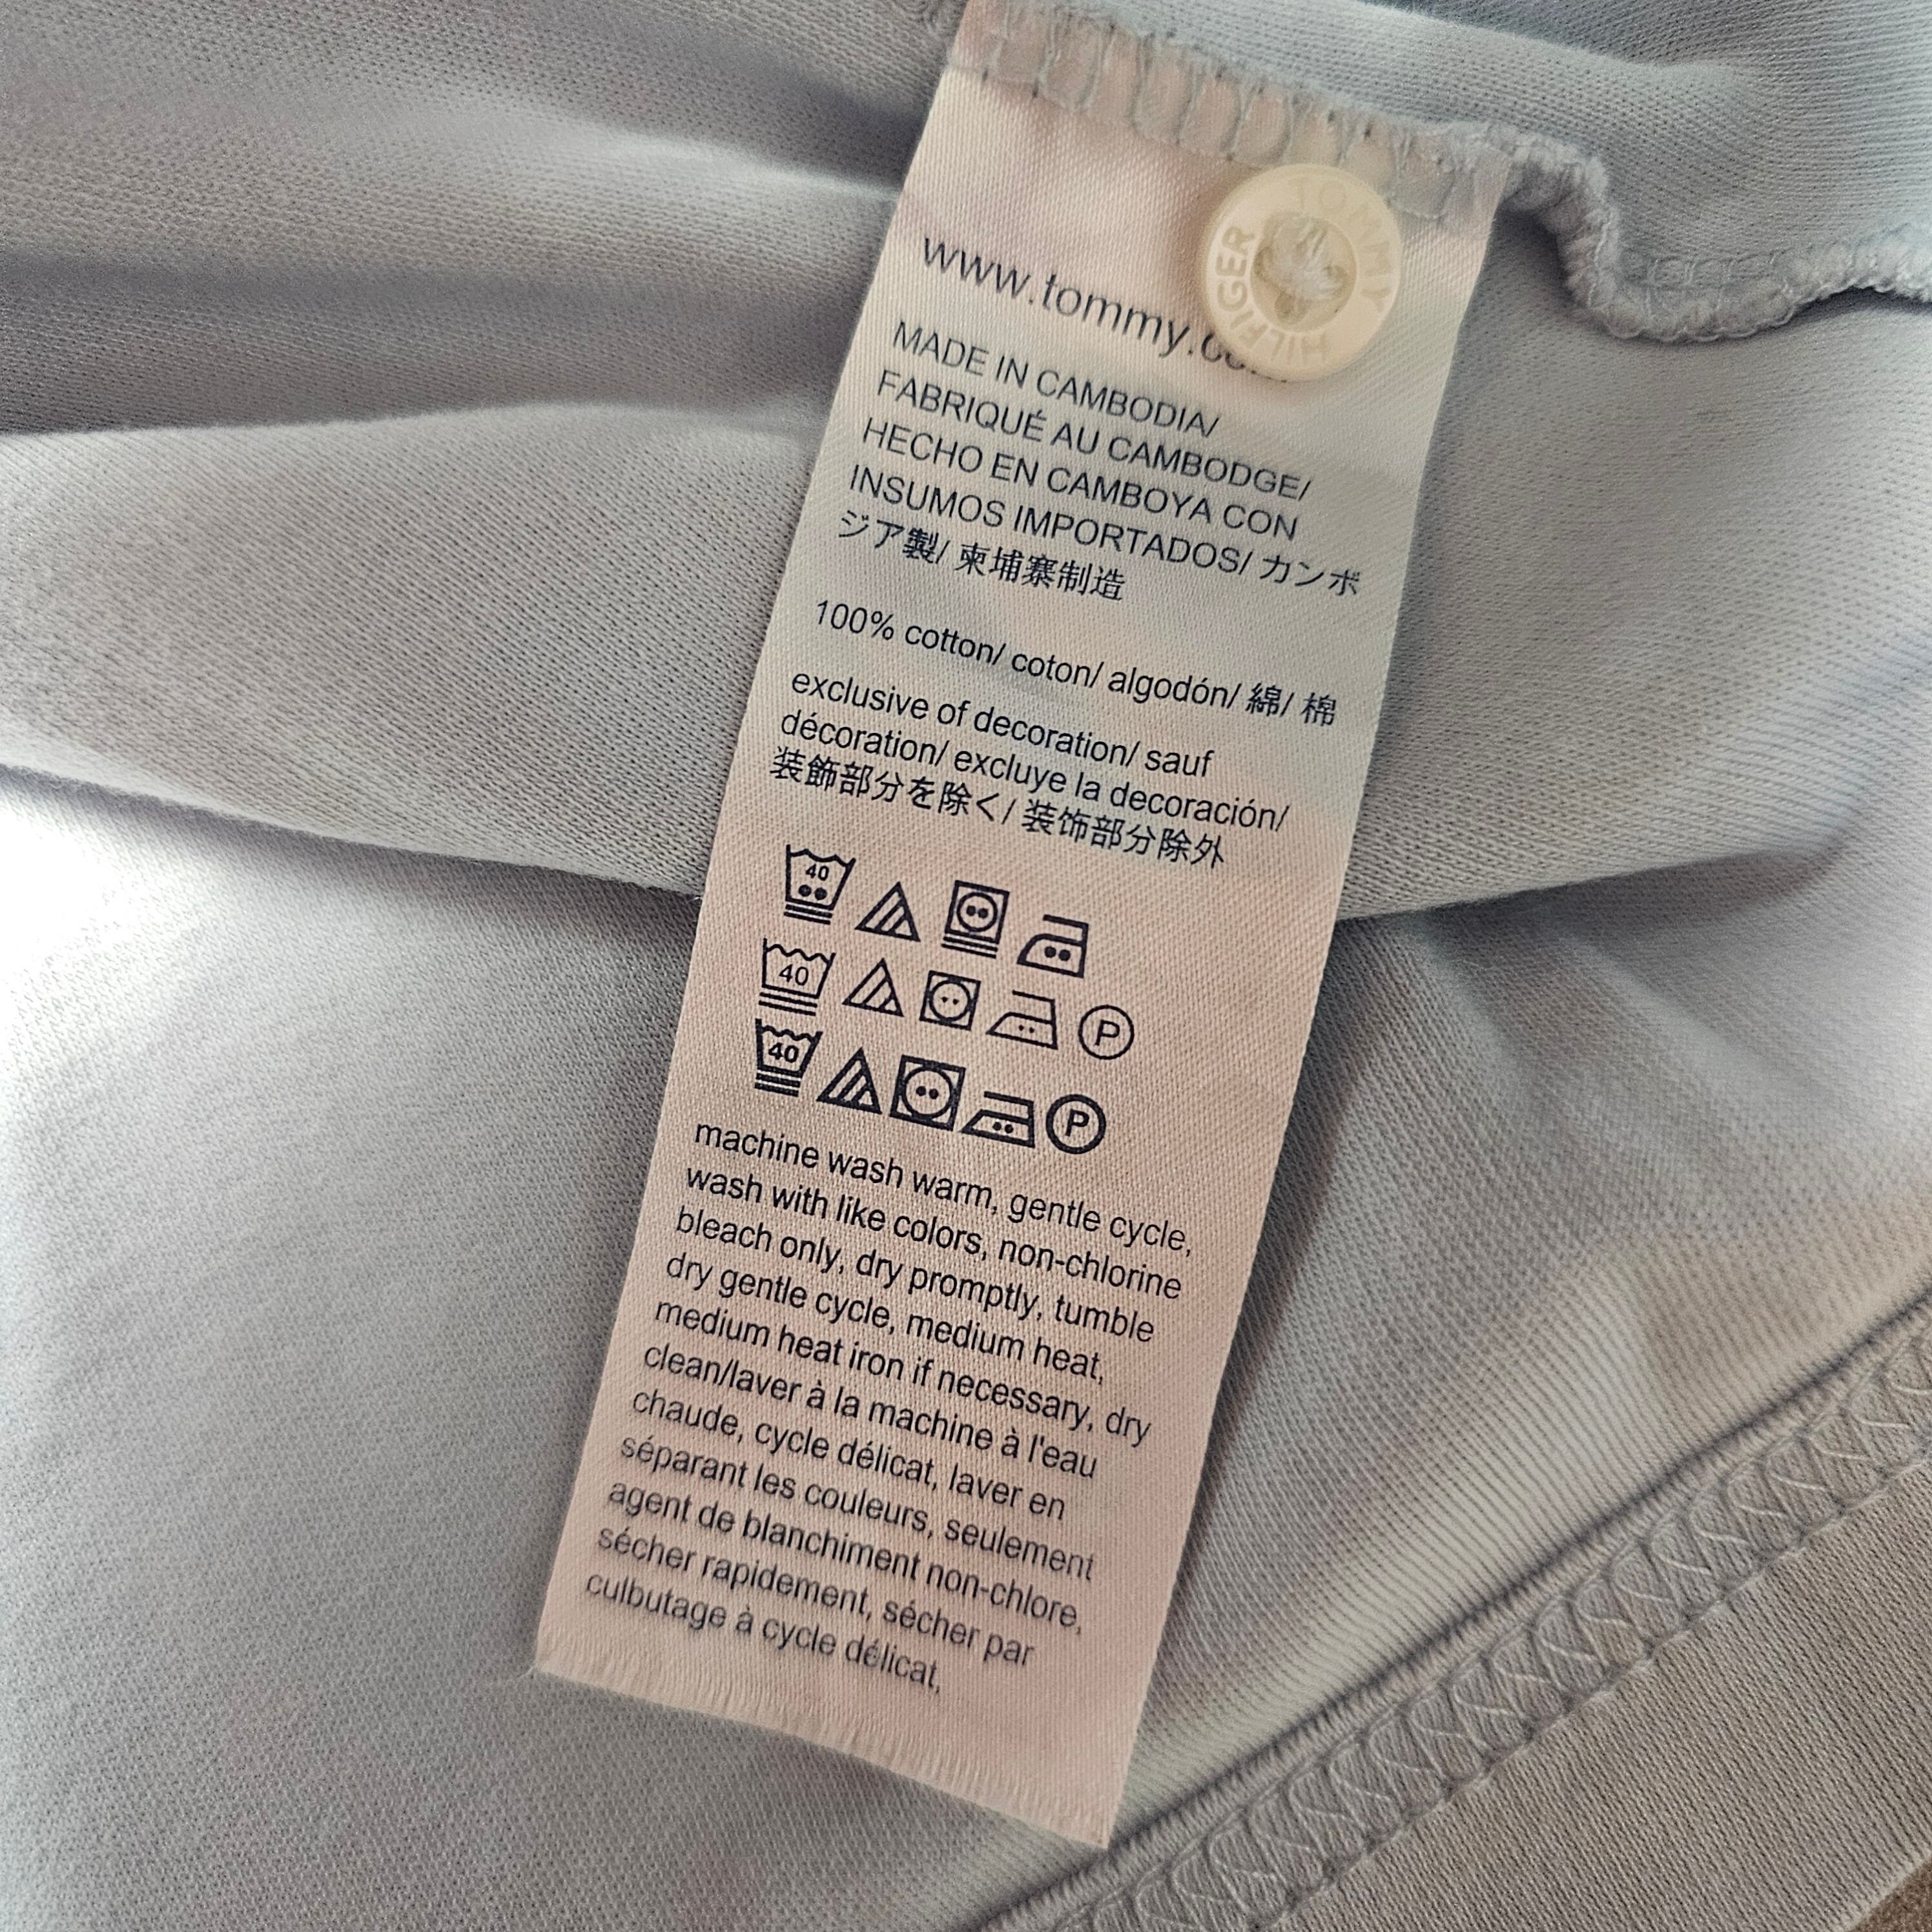 TOMMY HILFIGER
www.tommy.
MADE IN CAMBODIA/
FABRIQUÉ AU CAMBODGE/
HECHO EN CAMBOYA CON
INSUMOS IMPORTADOS/ カンボ
ジア製/ 柬埔寨制造
100% cotton/ coton/ algodón/ 綿/ 棉
exclusive of decoration/ sauf
décoration/ excluye la decoración/
装飾部分を除く/ 装饰部分除外
40
40 P
40 P
machine wash warm, gentle cycle,
wash with like colors, non-chlorine
bleach only, dry promptly, tumble
dry gentle cycle, medium heat,
medium heat iron if necessary, dry
clean/laver à la machine à l'eau
chaude, cycle délicat, laver en
séparant les couleurs, seulement
agent de blanchiment non-chlore,
sécher rapidement, sécher par
culbutage à cycle délicat,